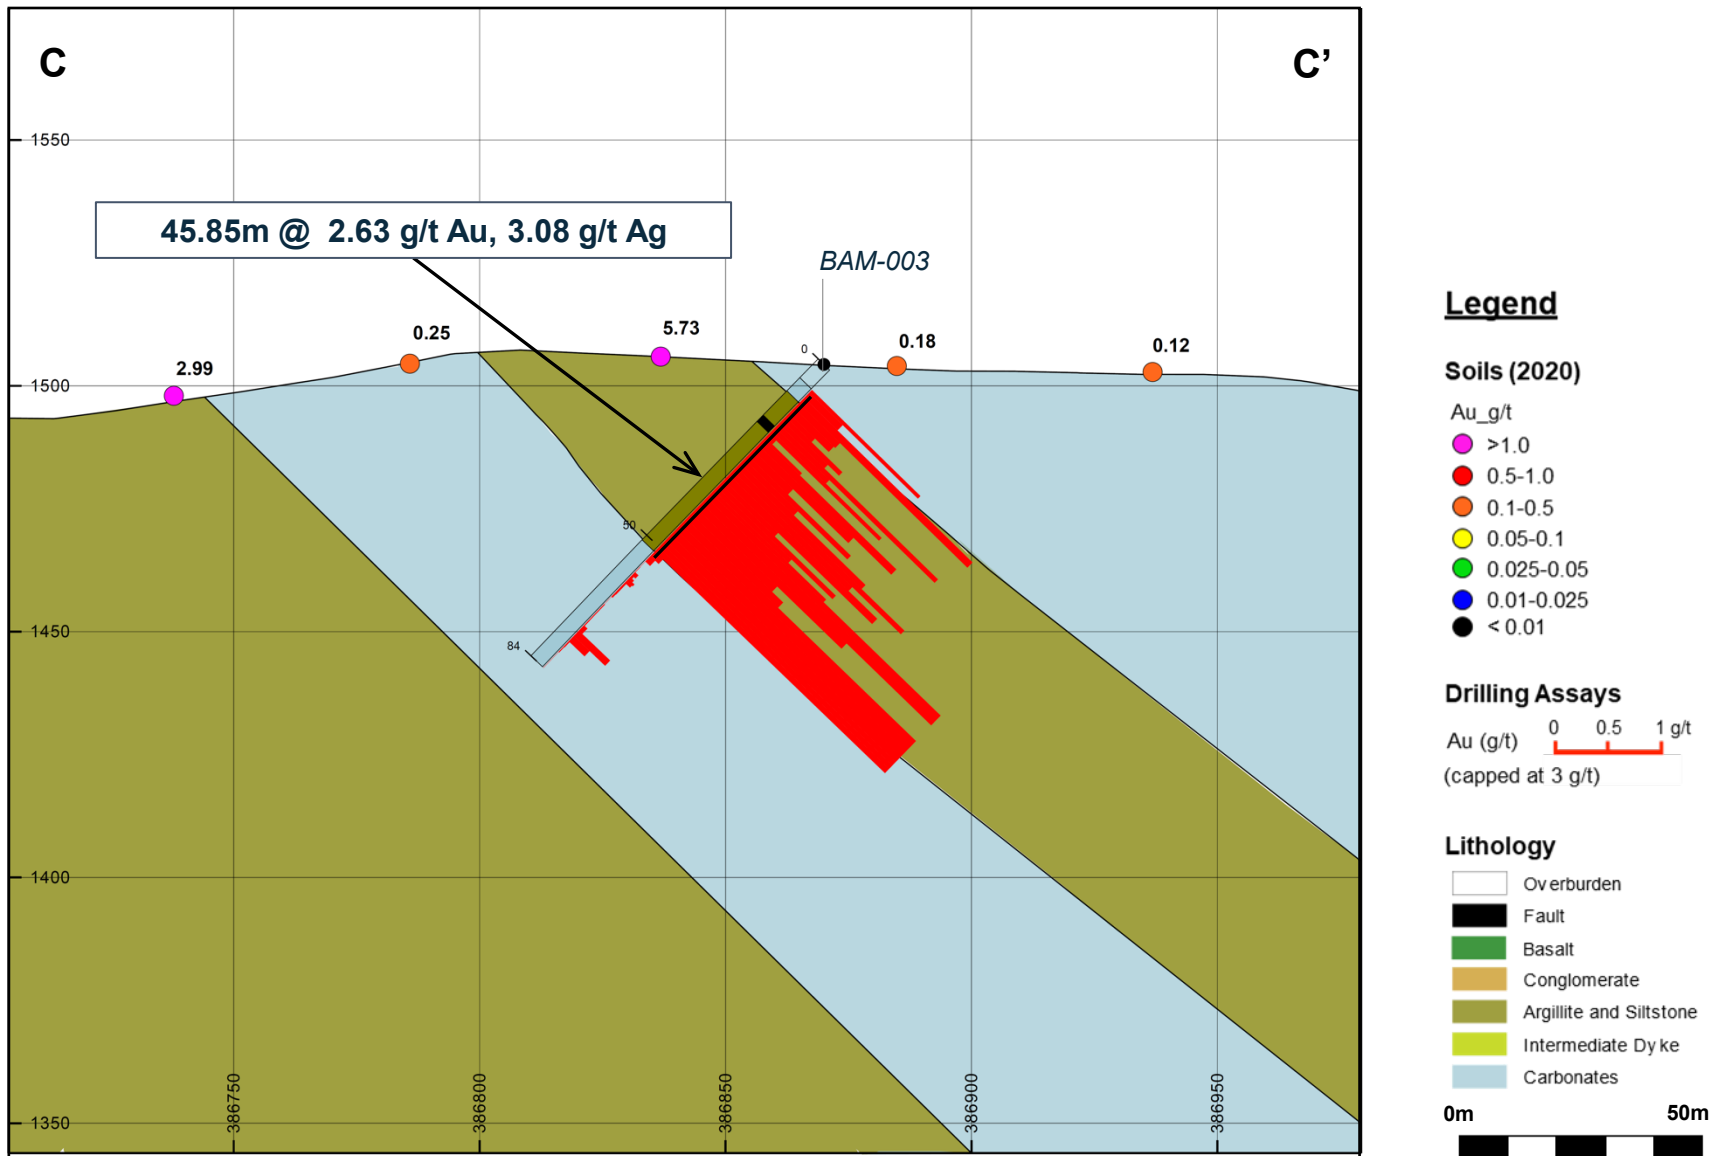 C
C’
1550
45.85m @ 2.63 g/t Au, 3.08 g/t Ag
BAM-003
5.73
0.25
0
0.18
0.12
2.99
1500
50
1450
84
1400
1350
386750
386800
386850
386900
386950
Legend
Soils (2020)
Au_g/t
>1.0
0.5-1.0
0.1-0.5
0.05-0.1
0.025-0.05
0.01-0.025
< 0.01
Drilling Assays
0 0.5 1 g/t
Au (g/t)
(capped at 3 g/t)
Lithology
Overburden
Fault
Basalt
Conglomerate
Argillite and Siltstone
Intermediate Dyke
Carbonates
0m 50m